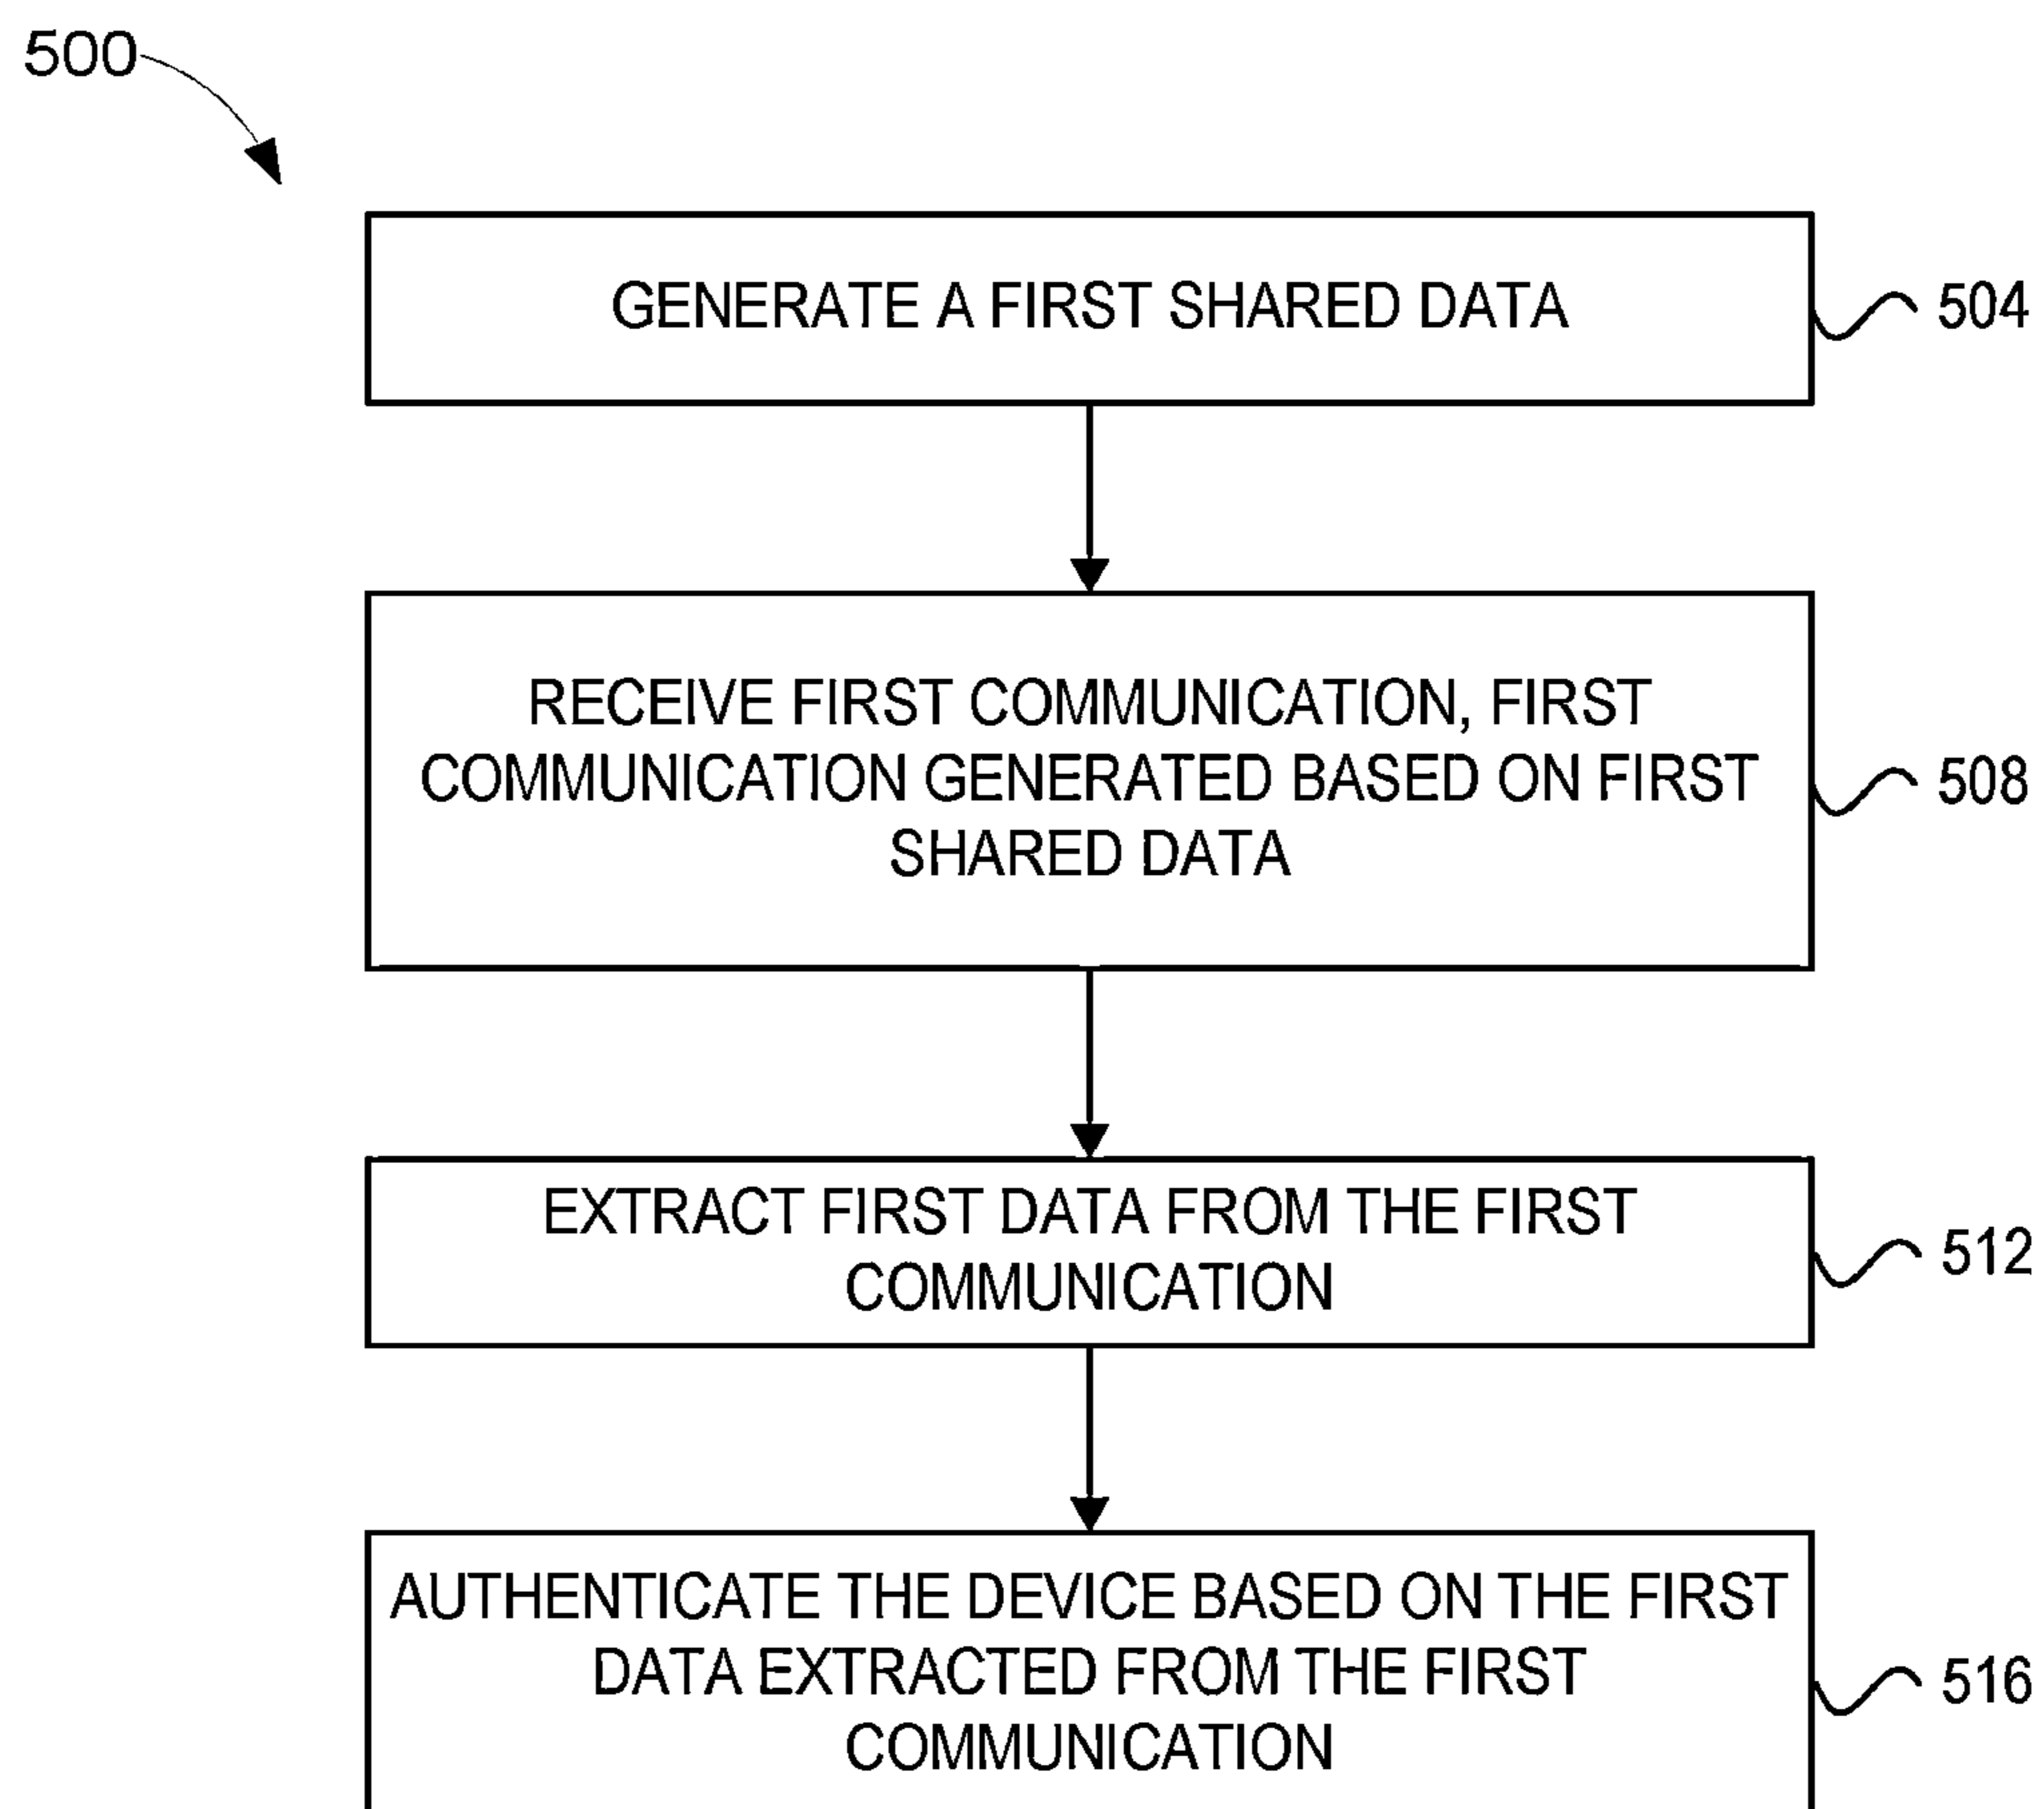 500
GENERATE A FIRST SHARED DATA
504
RECEIVE FIRST COMMUNICATION, FIRST
COMMUNICATION GENERATED BASED ON FIRST
SHARED DATA
508
EXTRACT FIRST DATA FROM THE FIRST
COMMUNICATION
512
AUTHENTICATE THE DEVICE BASED ON THE FIRST
DATA EXTRACTED FROM THE FIRST
COMMUNICATION
516